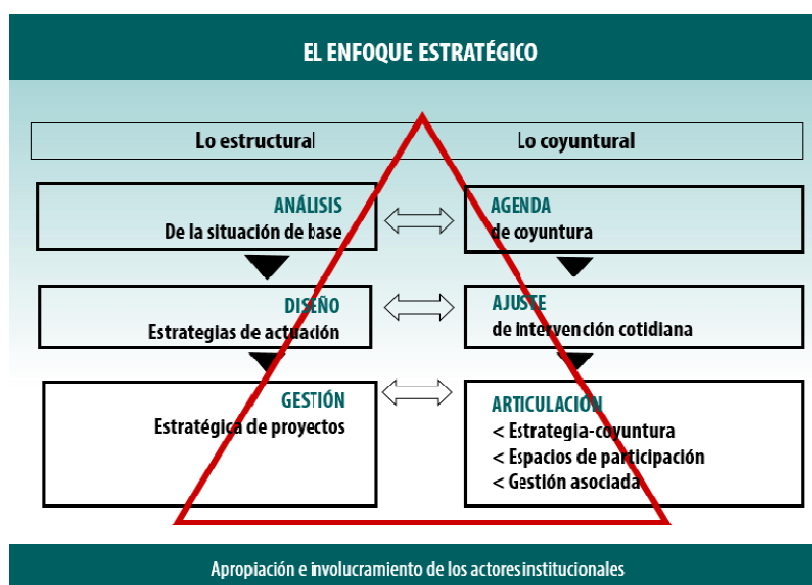 EL ENFOQUE ESTRATÉGICO
Lo estructural
Lo coyuntural
ANÁLISIS
De la situación de base
AGENDA
de coyuntura
DISEÑO
Estrategias de actuación
AJUSTE
de intervención cotidiana
GESTIÓN
Estratégica de proyectos
ARTICULACIÓN
< Estrategia-coyuntura
< Espacios de participación
< Gestión asociada
Apropiación e involucramiento de los actores institucionales